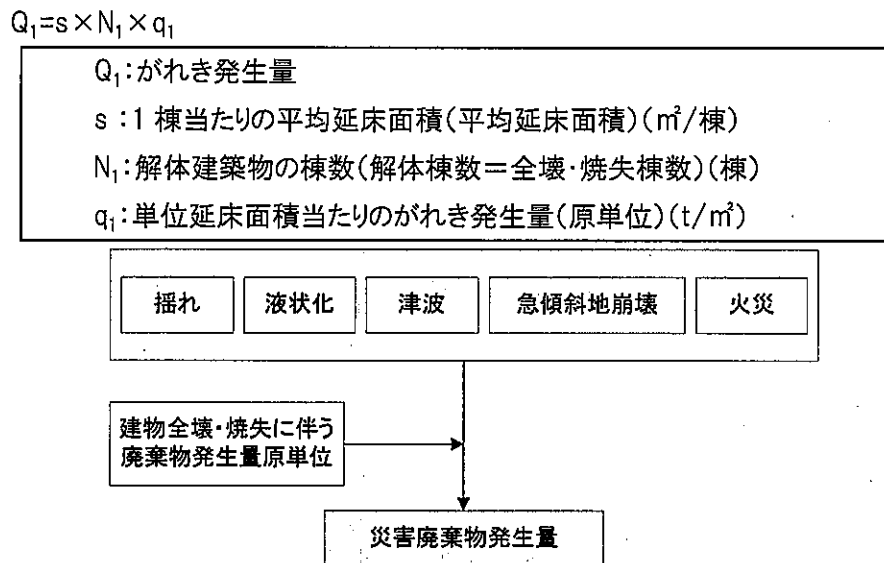 Q₁=s×N₁×q₁
Q₁:がれき発生量
s :1 棟当たりの平均延床面積(平均延床面積)(㎡/棟)
N₁:解体建築物の棟数(解体棟数=全壊・焼失棟数)(棟)
q₁:単位延床面積当たりのがれき発生量(原単位)(t/㎡)
揺れ 液状化 津波 急傾斜地崩壊 火災
建物全壊・焼失に伴う
廃棄物発生量原単位
災害廃棄物発生量